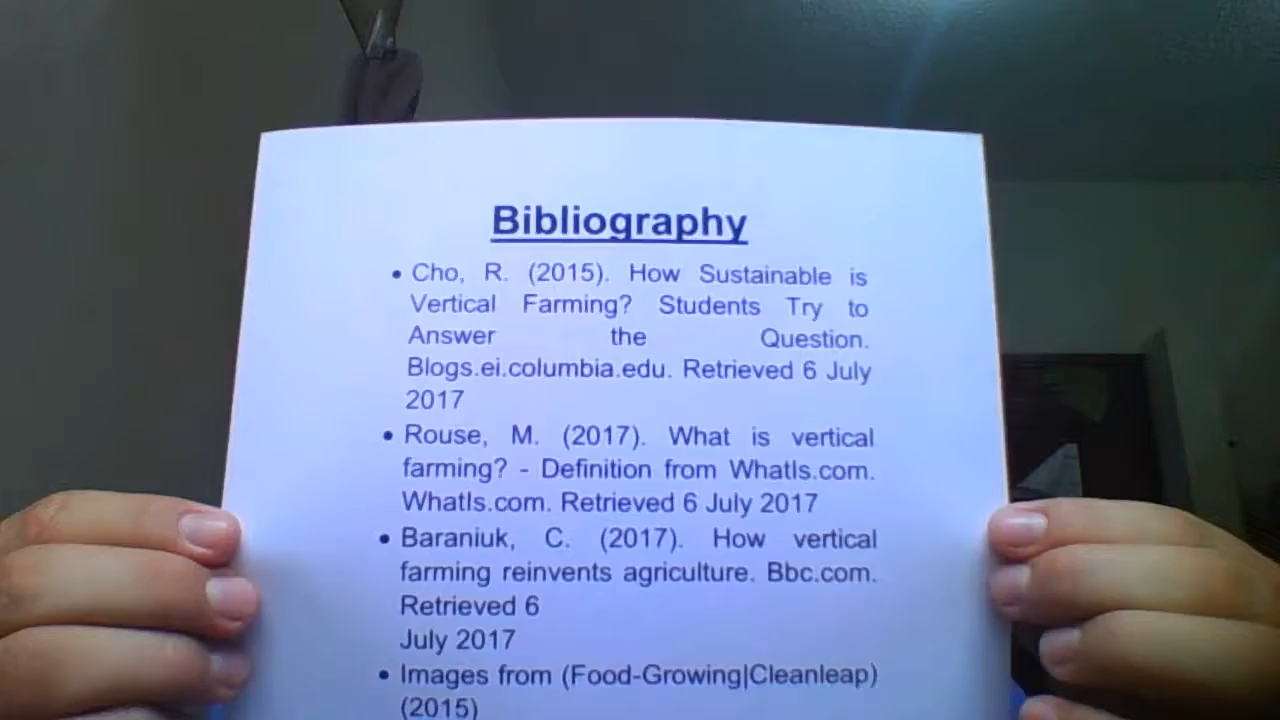 Bibliography
• Cho, R. (2015). How Sustainable is
Vertical Farming? Students Try to
Answer the Question.
Blogs.ei.columbia.edu. Retrieved 6 July
2017
• Rouse, M. (2017). What is vertical
farming? - Definition from WhatIs.com.
WhatIs.com. Retrieved 6 July 2017
• Baraniuk, C. (2017). How vertical
farming reinvents agriculture. Bbc.com.
Retrieved 6
July 2017
• Images from (Food-Growing|Cleanleap)
(2015)